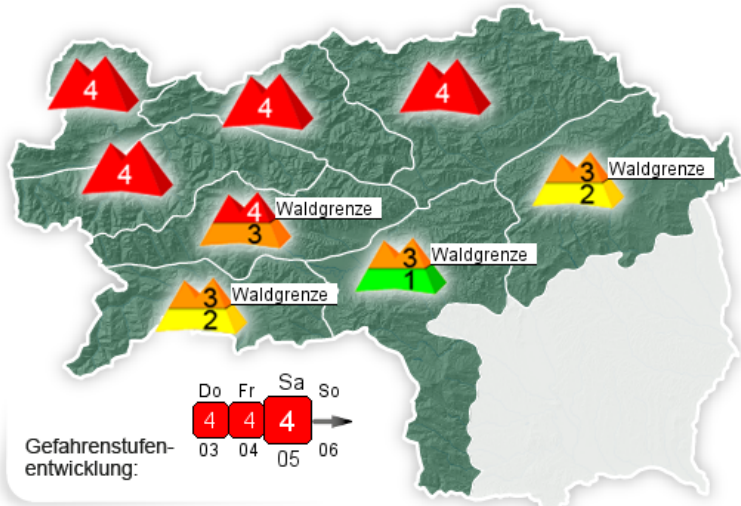 4
4
4
4
3 Waldgrenze
2
4 Waldgrenze
3
3 Waldgrenze
1
3 Waldgrenze
2
Do Fr Sa So
4 4 4
03 04 05 06
Gefahrenstufen-
entwicklung: